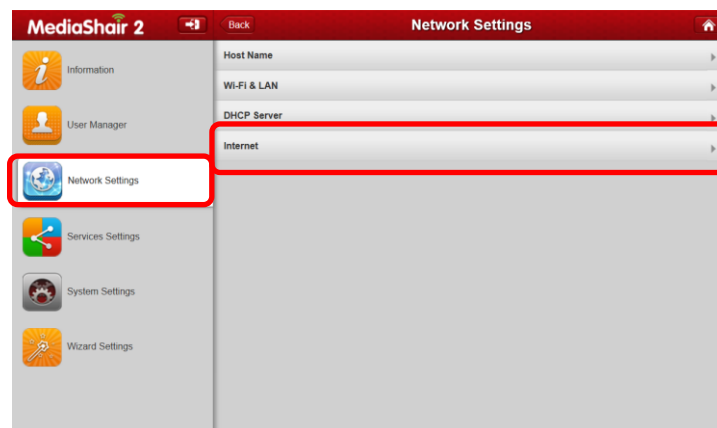 MediaShair 2
Back
Network Settings
Information
User Manager
Network Settings
Services Settings
System Settings
Wizard Settings
Host Name
Wi-Fi & LAN
DHCP Server
Internet